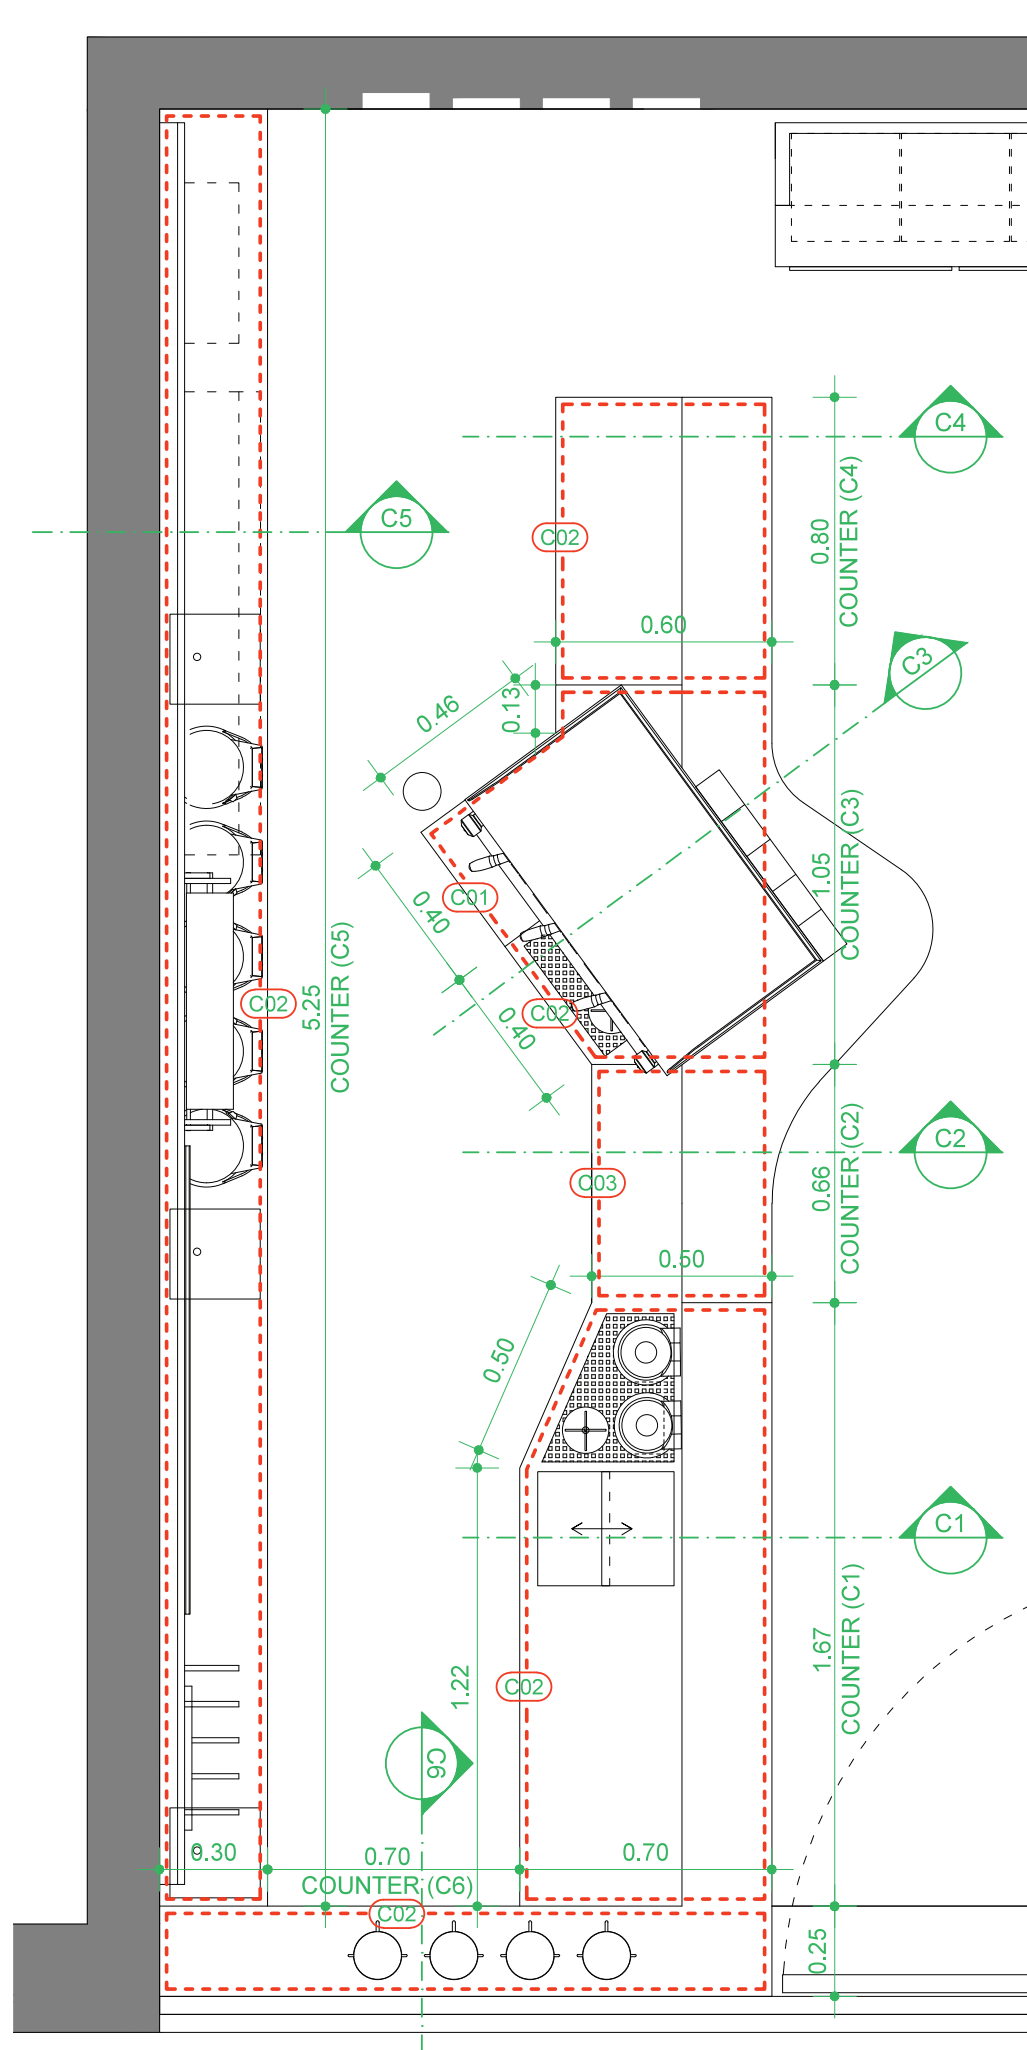 C4
C5
C02
0.80
COUNTER (C4)
0.60
C3
0.46
0.13
C01
0.40
1.05
COUNTER (C3)
C02
5.25
COUNTER (C5)
C02
0.40
C2
C03
0.66
COUNTER (C2)
0.50
0.50
C1
1.67
COUNTER (C1)
C02
1.22
C6
0.30
0.70
COUNTER (C6)
0.70
C02
0.25